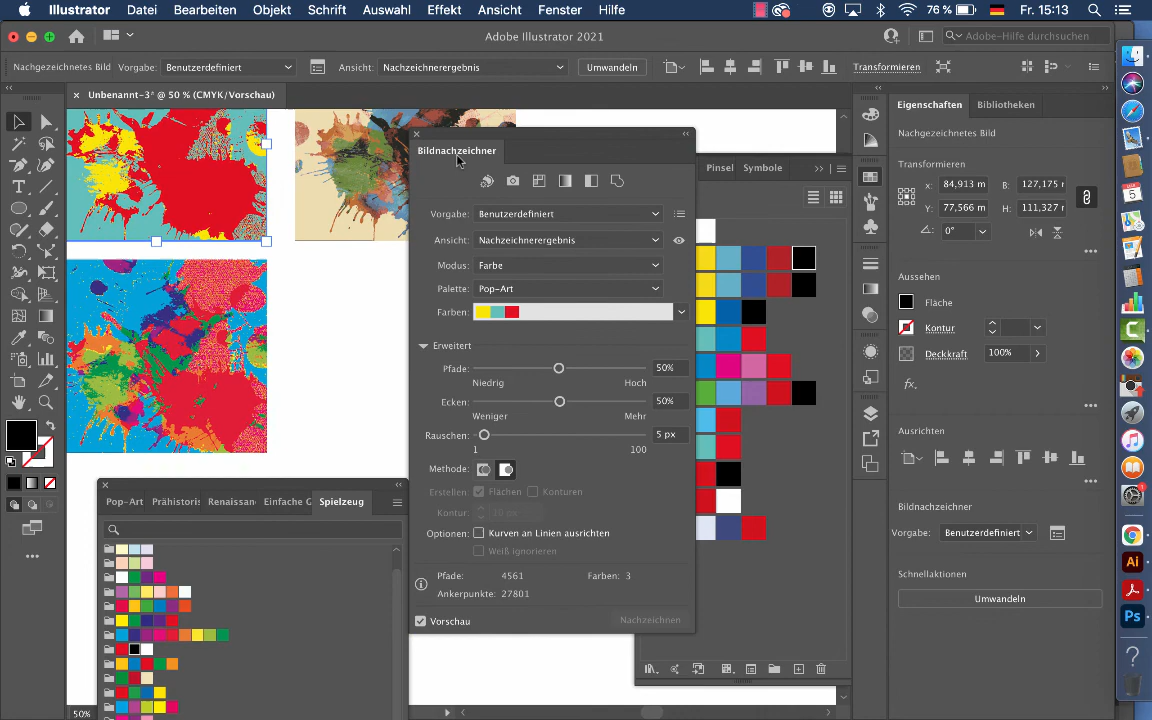 Illustrator Datei Bearbeiten Objekt Schrift Auswahl Effekt Ansicht Fenster Hilfe 76 % Fr. 15:13
Adobe Illustrator 2021 Adobe-Hilfe durchsuchen
Nachgezeichnetes Bild Vorgabe: Benutzerdefiniert Ansicht: Nachzeichnerergebnis Umwandeln Transformieren
× Unbenannt-3* @ 50 % (CMYK/Vorschau)
Eigenschaften Bibliotheken
Nachgezeichnetes Bild
Transformieren
X: 84,913 m B: 127,175
Y: 77,566 m H: 111,327
0°
Aussehen
Fläche
Kontur
Deckkraft 100%
fx.
Ausrichten
Bildnachzeichner
Vorgabe: Benutzerdefiniert
Schnellaktionen
Umwandeln
Bildnachzeichner
Vorgabe: Benutzerdefiniert
Ansicht: Nachzeichnerergebnis
Modus: Farbe
Palette: Pop-Art
Farben:
Erweitert
Pfade: 50%
Niedrig Hoch
Ecken: 50%
Weniger Mehr
Rauschen: 5 px
1 100
Methode:
Erstellen: Flächen Konturen
Kontur: 10 px
Optionen: Kurven an Linien ausrichten
Weiß ignorieren
Pfade: 4561 Farben: 3
Ankerpunkte: 27801
Vorschau Nachzeichnen
Pinsel Symbole
Pop-Art Prähistoris Renaissan Einfache G Spielzeug
50%
Ai
Ps